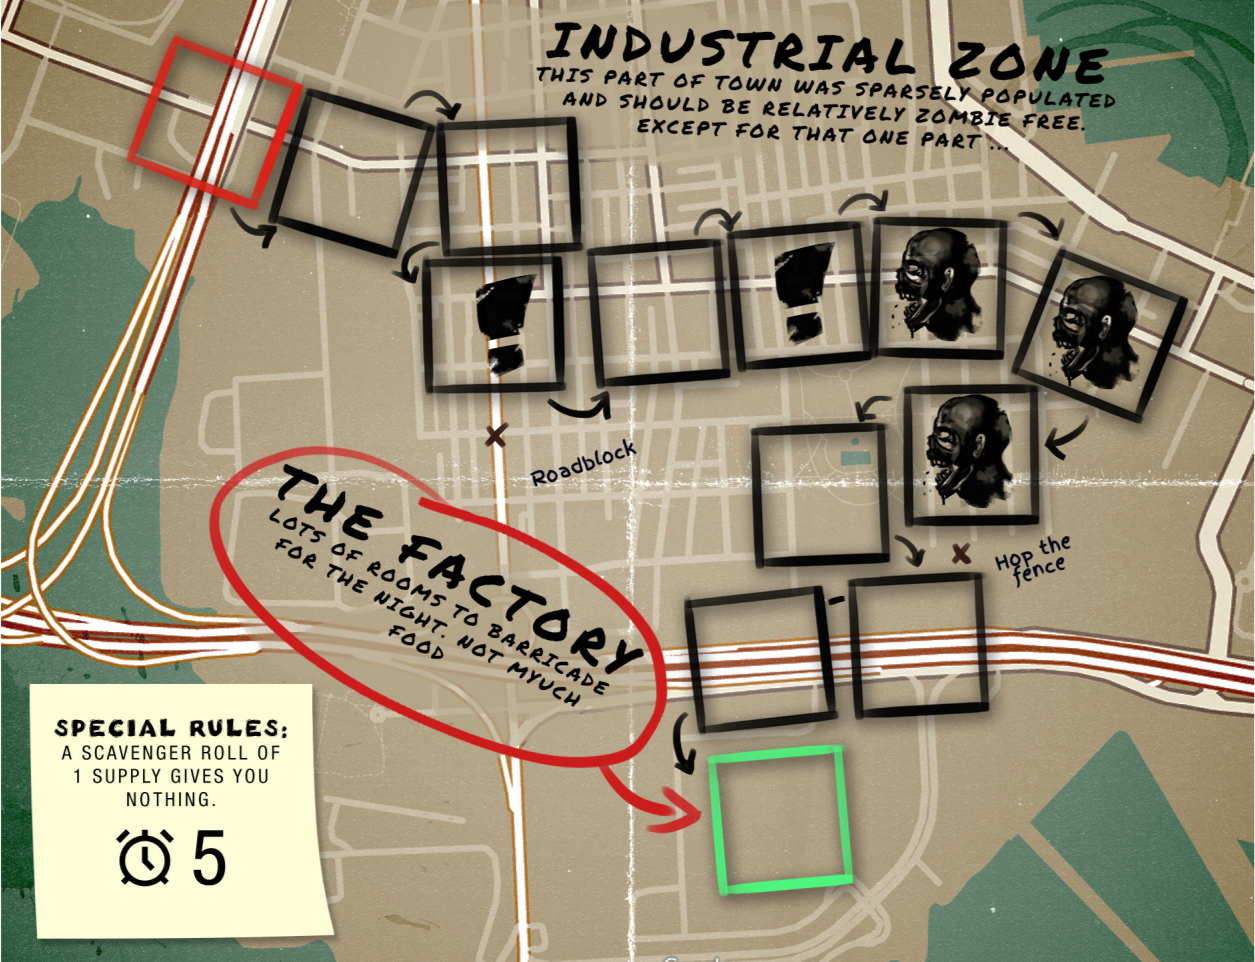 INDUSTRIAL ZONE
THIS PART OF TOWN WAS SPARSELY POPULATED
AND SHOULD BE RELATIVELY ZOMBIE FREE.
EXCEPT FOR THAT ONE PART ...
Roadblock
Hop the
fence
THE FACTORY
LOTS OF ROOMS TO BARRICADE
FOR THE NIGHT. NOT MYUCH
FOOD
SPECIAL RULES:
A SCAVENGER ROLL OF
1 SUPPLY GIVES YOU
NOTHING.
5